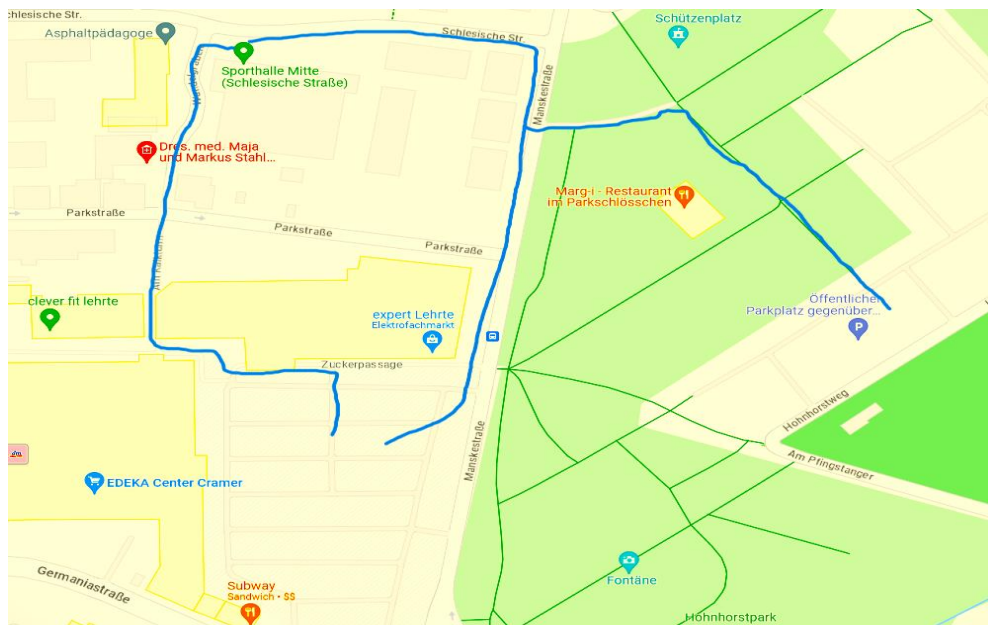 Schlesische Str.
Asphaltpädagoge
Schlesische Str.
Schützenplatz
Sporthalle Mitte
(Schlesische Straße)
Manskestraße
Dres. med. Maja
und Markus Stahl...
Marg-i - Restaurant
im Parkschlösschen
Parkstraße
Parkstraße
Parkstraße
clever fit lehrte
expert Lehrte
Elektrofachmarkt
Öffentlicher
Parkplatz gegenüber...
P
Zuckerpassage
Hohnhorstweg
Manskestraße
Am Pfingstanger
EDEKA Center Cramer
Germaniastraße
Fontäne
Subway
Sandwich • $$
Hohnhorstpark